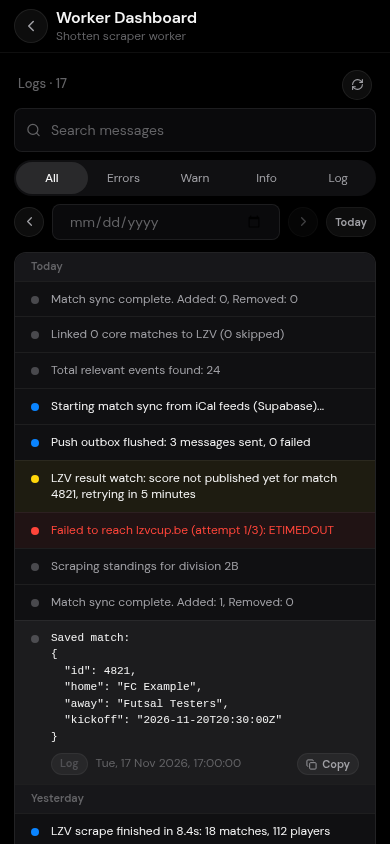 Worker Dashboard
Shotten scraper worker
Logs · 17
Search messages
All Errors Warn Info Log
mm/dd/yyyy Today
Today
Match sync complete. Added: 0, Removed: 0
Linked 0 core matches to LZV (0 skipped)
Total relevant events found: 24
Starting match sync from iCal feeds (Supabase)...
Push outbox flushed: 3 messages sent, 0 failed
LZV result watch: score not published yet for match
4821, retrying in 5 minutes
Failed to reach lzvcup.be (attempt 1/3): ETIMEDOUT
Scraping standings for division 2B
Match sync complete. Added: 1, Removed: 0
Saved match:
{
  "id": 4821,
  "home": "FC Example",
  "away": "Futsal Testers",
  "kickoff": "2026-11-20T20:30:00Z"
}
Log Tue, 17 Nov 2026, 17:00:00 Copy
Yesterday
LZV scrape finished in 8.4s: 18 matches, 112 players